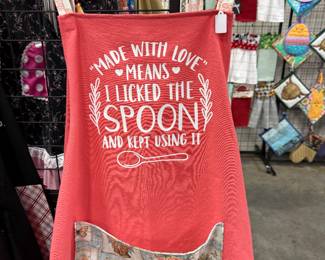 "MADE WITH LOVE"
MEANS
I LICKED THE
SPOON
AND KEPT USING IT